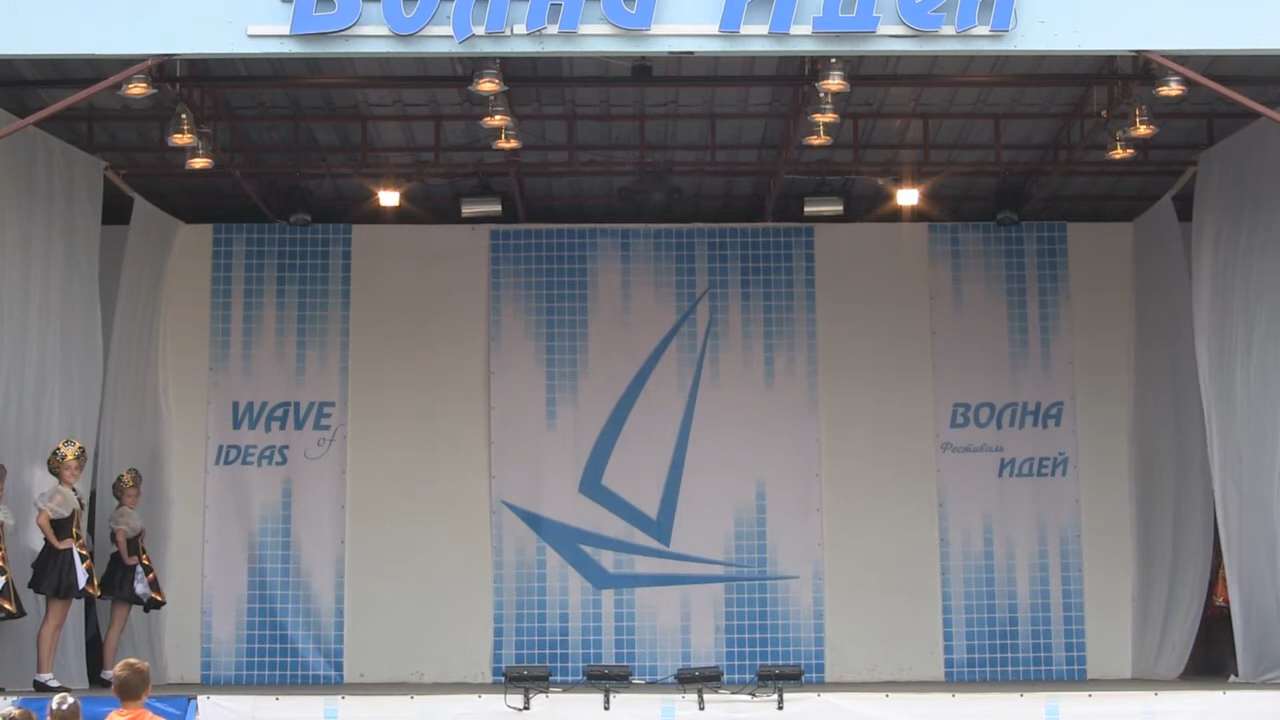 Волна Идей
WAVE
of
IDEAS
ВОЛНА
Фестиваль
ИДЕЙ